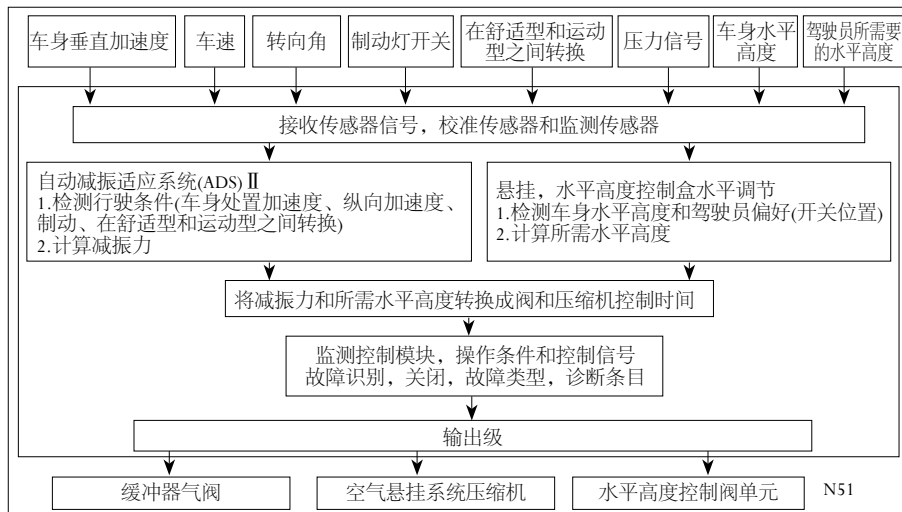 车身垂直加速度
车速
转向角
制动灯开关
在舒适型和运动
型之间转换
压力信号
车身水平
高度
驾驶员所需要
的水平高度
接收传感器信号，校准传感器和监测传感器
自动减振适应系统(ADS)Ⅱ
1.检测行驶条件(车身处置加速度、纵向加速度、
制动、在舒适型和运动型之间转换)
2.计算减振力
悬挂，水平高度控制盒水平调节
1.检测车身水平高度和驾驶员偏好(开关位置)
2.计算所需水平高度
将减振力和所需水平高度转换成阀和压缩机控制时间
监测控制模块，操作条件和控制信号
故障识别，关闭，故障类型，诊断条目
输出级
缓冲器气阀
空气悬挂系统压缩机
水平高度控制阀单元
N51